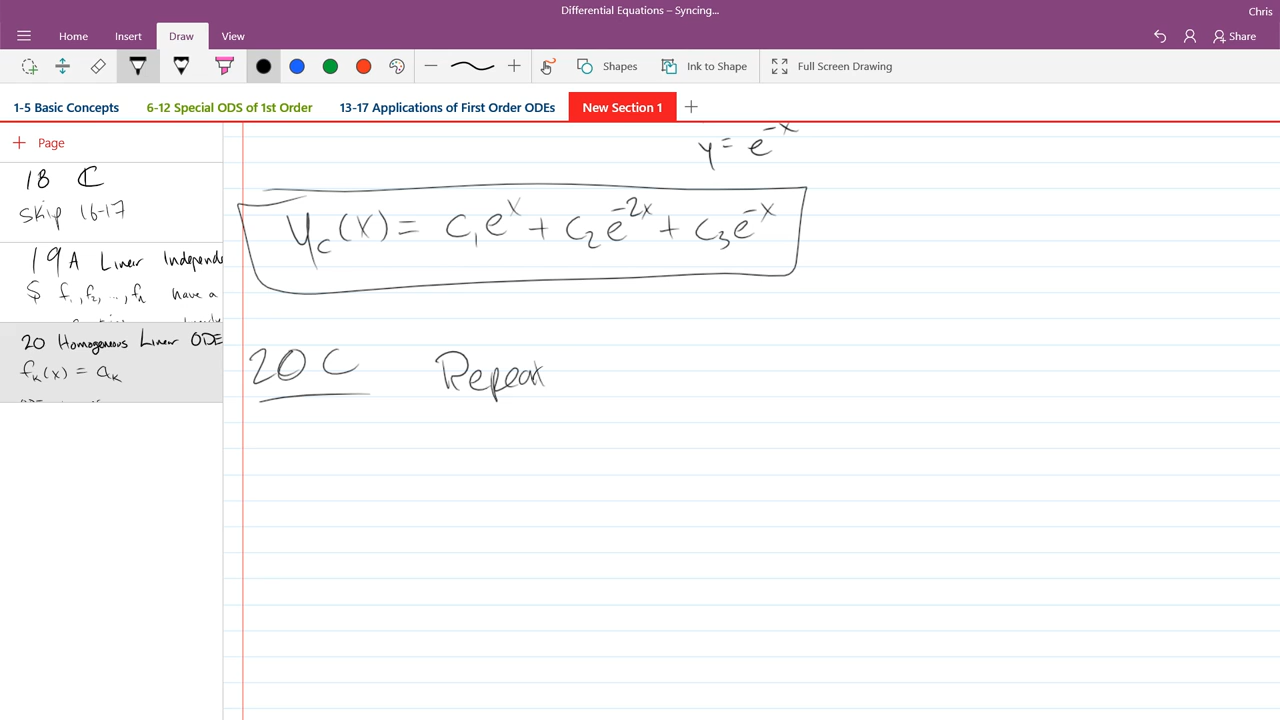 Differential Equations – Syncing...
Chris
Home Insert Draw View
Share
Shapes Ink to Shape Full Screen Drawing
1-5 Basic Concepts 6-12 Special ODS of 1st Order 13-17 Applications of First Order ODEs New Section 1
Page
18 ℂ
skip 16-17
19A Linear Independe
f₁, f₂, ..., fₙ have a
20 Homogeneous Linear ODE
fₖ(x) = aₖ
y = e⁻ˣ
y_c(x) = c₁eˣ + c₂e⁻²ˣ + c₃e⁻ˣ
20 C Repeat